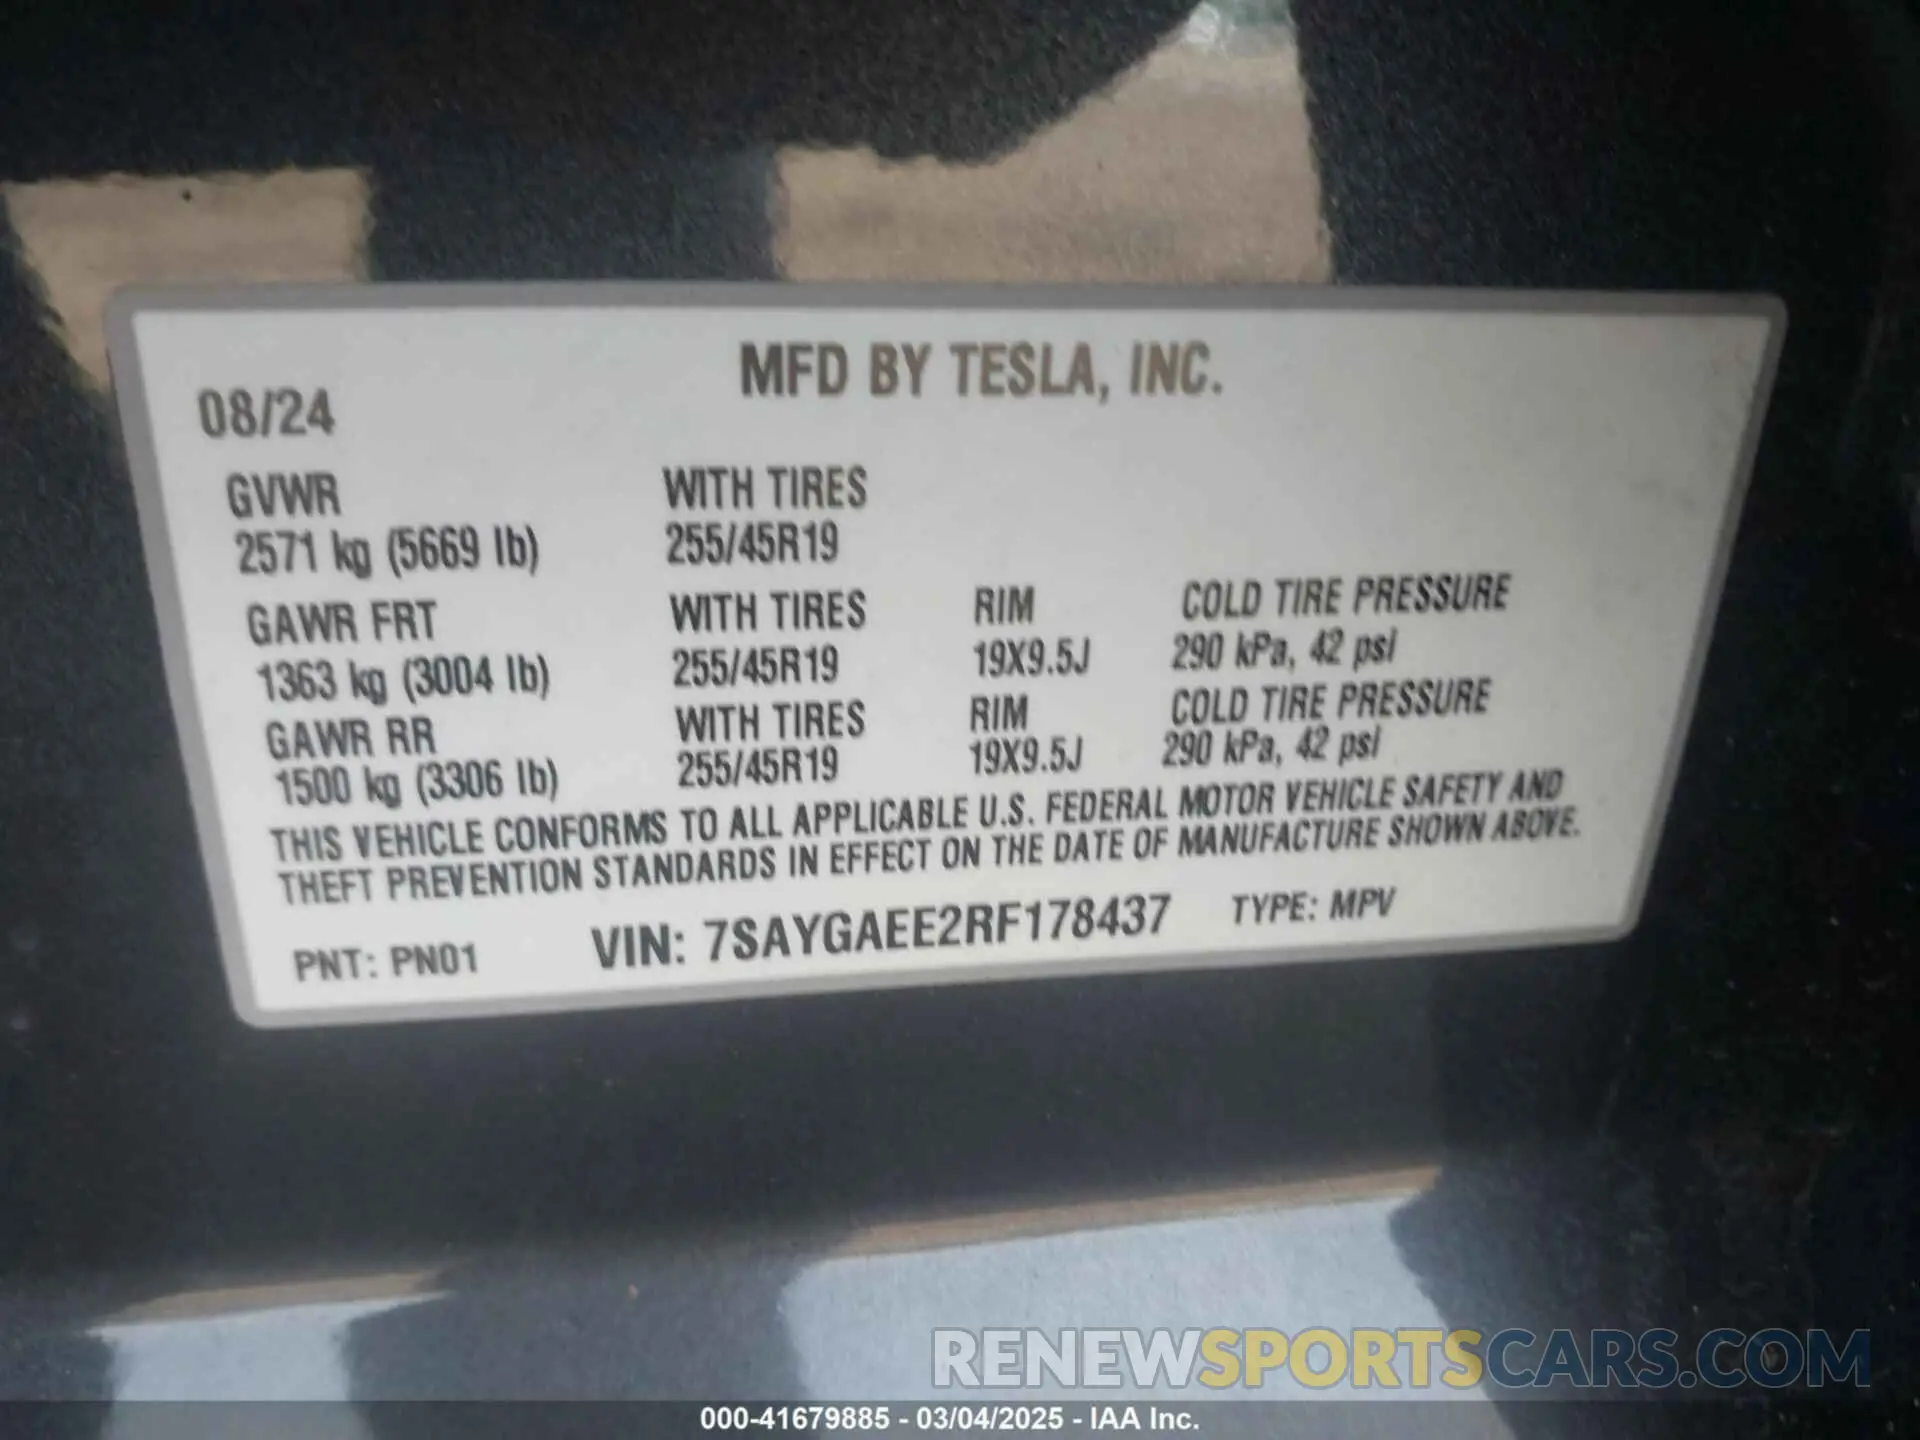 MFD BY TESLA, INC.
08/24
GVWR WITH TIRES
2571 kg (5669 lb) 255/45R19
GAWR FRT WITH TIRES RIM COLD TIRE PRESSURE
1363 kg (3004 lb) 255/45R19 19X9.5J 290 kPa, 42 psi
GAWR RR WITH TIRES RIM COLD TIRE PRESSURE
1500 kg (3306 lb) 255/45R19 19X9.5J 290 kPa, 42 psi
THIS VEHICLE CONFORMS TO ALL APPLICABLE U.S. FEDERAL MOTOR VEHICLE SAFETY AND
THEFT PREVENTION STANDARDS IN EFFECT ON THE DATE OF MANUFACTURE SHOWN ABOVE.
PNT: PN01 VIN: 7SAYGAEE2RF178437 TYPE: MPV
RENEWSPORTSCARS.COM
000-41679885 - 03/04/2025 - IAA Inc.